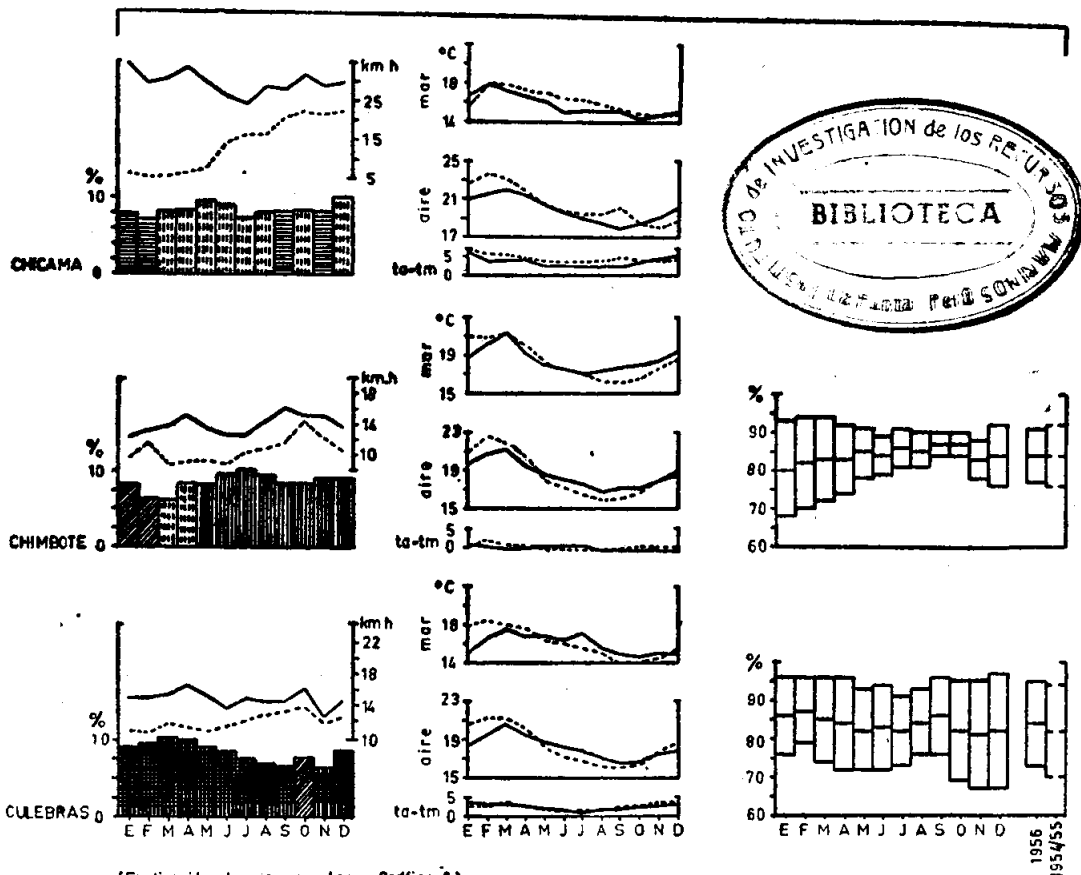 °C
km h
18
mar
25
14
15
25
5
%
21
aire
10
17
5
ta-tm
0
CHICAMA
0
BIBLIOTECA
INVESTIGACION de los
°C
km.h
19
mar
18
15
14
10
%
23
90
%
10
19
aire
80
15
70
5
ta-tm
0
CHIMBOTE
0
60
°C
km h
18
mar
22
14
18
%
14
23
90
%
10
10
19
aire
80
15
70
5
ta-tm
0
CULEBRAS
0
60
E F M A M J J A S O N D
E F M A M J J A S O N D
E F M A M J J A S O N D
1956
1954/55